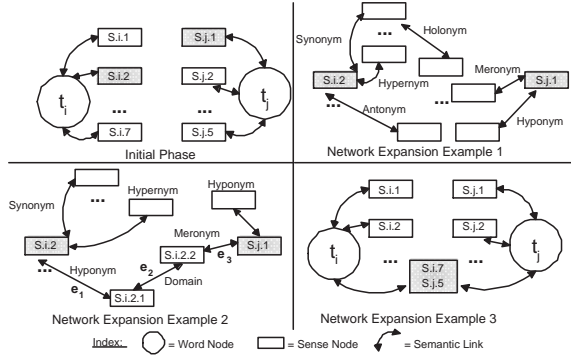 S.i.1
S.j.1
S.i.2
S.j.2
t_i
t_j
...
...
S.i.7
S.j.5
Initial Phase
Synonym
...
Holonym
S.i.2
Hypernym
Meronym
S.j.1
...
...
Antonym
Hyponym
Network Expansion Example 1
Synonym
...
Hypernym
Hyponym
S.i.2
Meronym
S.i.2.2
S.j.1
...
Hyponym
e_2
e_3
e_1
Domain
S.i.2.1
Network Expansion Example 2
S.i.1
S.j.1
S.i.2
S.j.2
t_i
t_j
...
...
S.i.7
S.j.5
Network Expansion Example 3
Index: = Word Node = Sense Node = Semantic Link